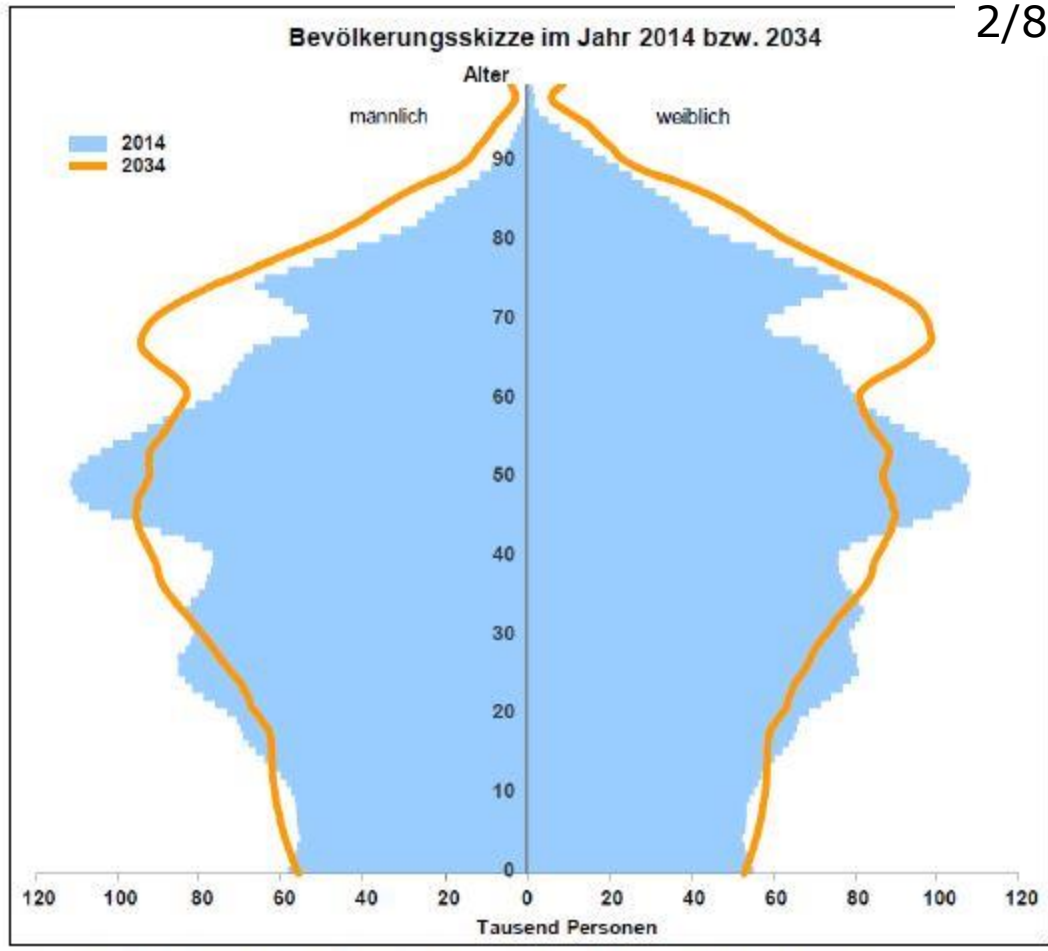 2/8
Bevölkerungsskizze im Jahr 2014 bzw. 2034
Alter
männlich
weiblich
2014
2034
90
80
70
60
50
40
30
20
10
0
120 100 80 60 40 20 0 20 40 60 80 100 120
Tausend Personen